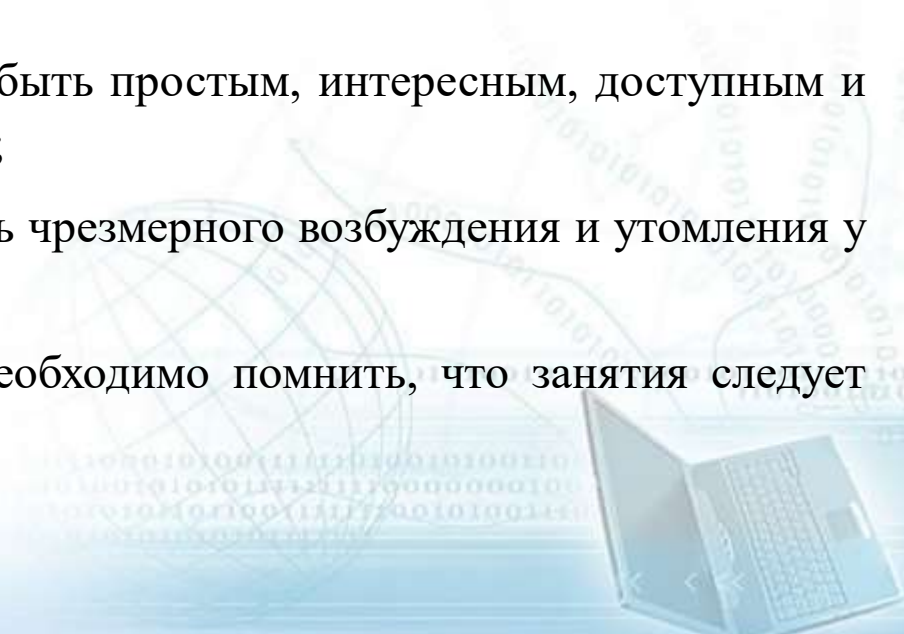 быть простым, интересным, доступным и
;
ь чрезмерного возбуждения и утомления у
еобходимо помнить, что занятия следует